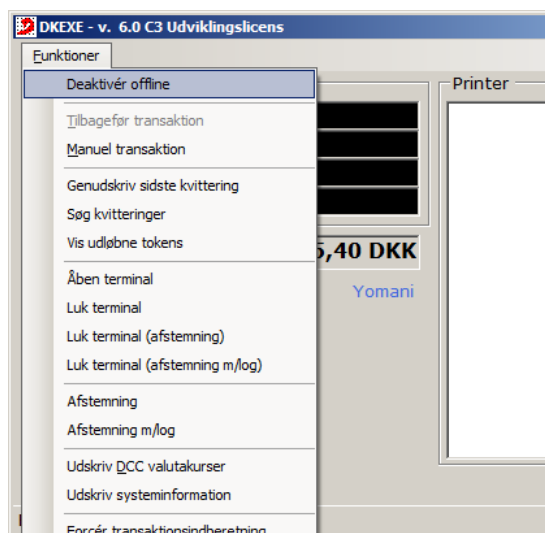 DKEXE - v. 6.0 C3 Udviklingslicens
Funktioner
Deaktivér offline
Printer
Tilbagefør transaktion
Manuel transaktion
Genudskriv sidste kvittering
Søg kvitteringer
Vis udløbne tokens
,40 DKK
Åben terminal
Yomani
Luk terminal
Luk terminal (afstemning)
Luk terminal (afstemning m/log)
Afstemning
Afstemning m/log
Udskriv DCC valutakurser
Udskriv systeminformation
Forcér transaktionsindberetning